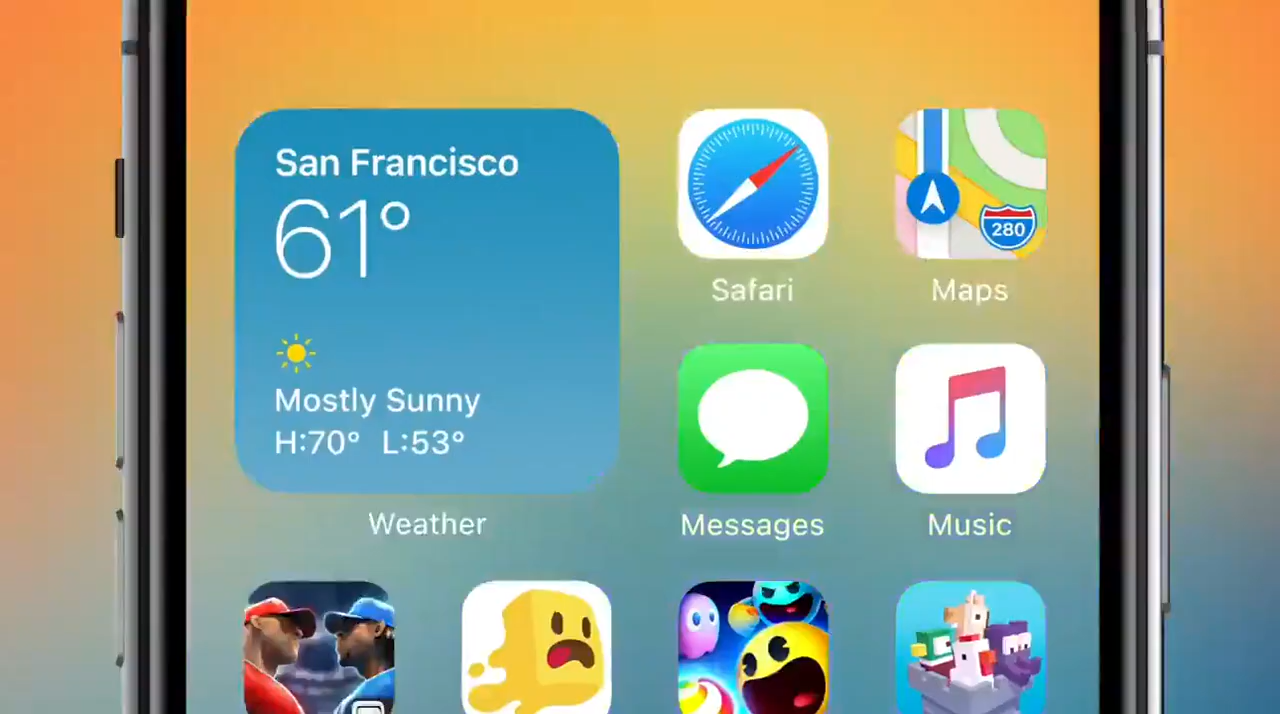 San Francisco
61°
Mostly Sunny
H:70° L:53°
Weather
280
Safari
Maps
Messages
Music